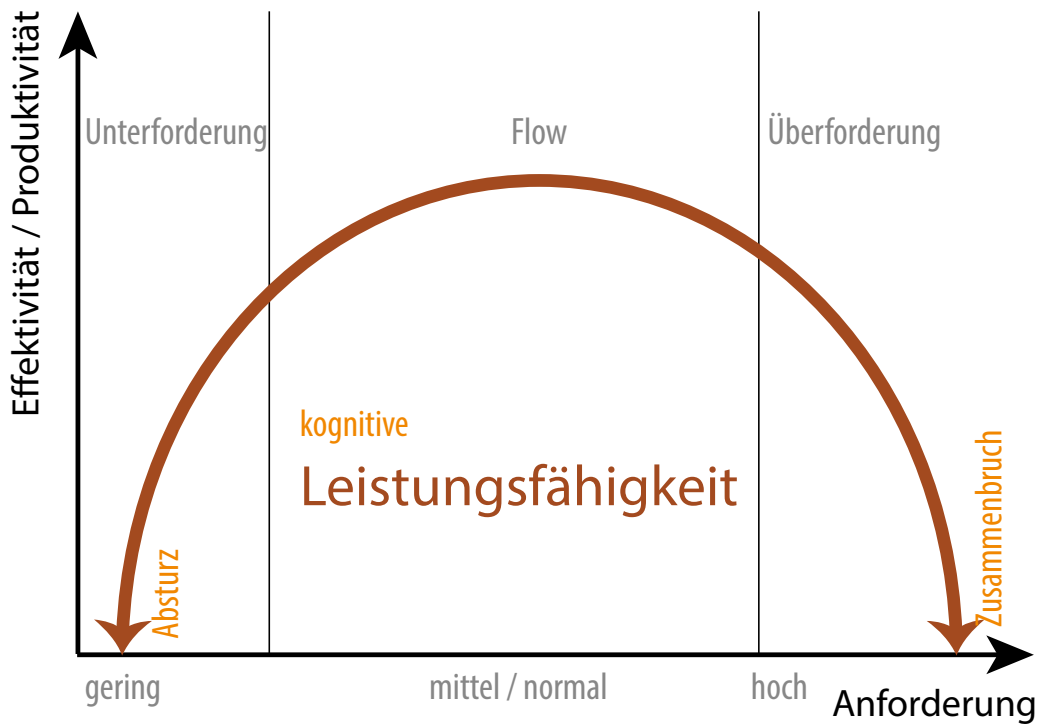 Effektivität / Produktivität
Unterforderung
Flow
Überforderung
kognitive
Leistungsfähigkeit
Absturz
Zusammenbruch
gering
mittel / normal
hoch
Anforderung